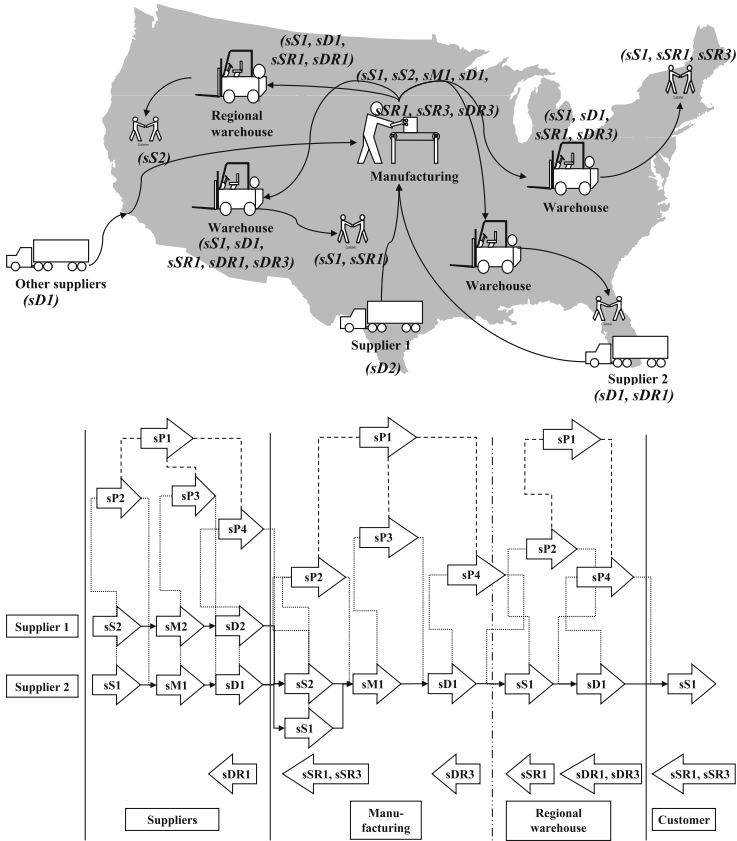 (sS1, sD1,
sSR1, sDR1)
Regional
warehouse
(sS1, sS2, sM1, sD1,
sSR1, sSR3, sDR3)
Manufacturing
(sS1, sSR1, sSR3)
Customer
(sS1, sD1,
sSR1, sDR3)
Warehouse
Customer
(sS2)
Warehouse
(sS1, sD1,
sSR1, sDR1, sDR3)
Customer
(sS1, sSR1)
Warehouse
Customer
Other suppliers
(sD1)
Supplier 1
(sD2)
Supplier 2
(sD1, sDR1)
sP1
sP1
sP1
sP2
sP3
sP4
sP3
sP2
sP4
sP2
sP4
Supplier 1
sS2
sM2
sD2
Supplier 2
sS1
sM1
sD1
sS2
sM1
sD1
sS1
sD1
sS1
sS1
sDR1
sSR1, sSR3
sDR3
sSR1
sDR1, sDR3
sSR1, sSR3
Suppliers
Manu-
facturing
Regional
warehouse
Customer